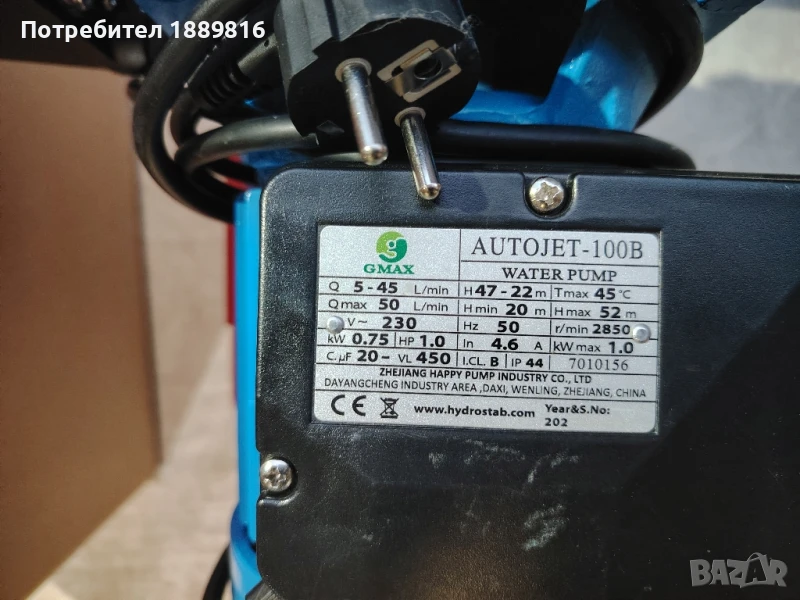 Потребител 1889816
g
GMAX
AUTOJET-100B
WATER PUMP
Q 5-45 L/min H 47-22 m Tmax 45°C
Qmax 50 L/min H min 20 m H max 52 m
V~ 230 Hz 50 r/min 2850
kW 0.75 HP 1.0 In 4.6 A kW max 1.0
C.µF 20- VL 450 I.CL. B IP 44 7010156
ZHEJIANG HAPPY PUMP INDUSTRY CO., LTD
DAYANGCHENG INDUSTRY AREA ,DAXI, WENLING, ZHEJIANG, CHINA
CE www.hydrostab.com Year&S.No:
202
BAZAR